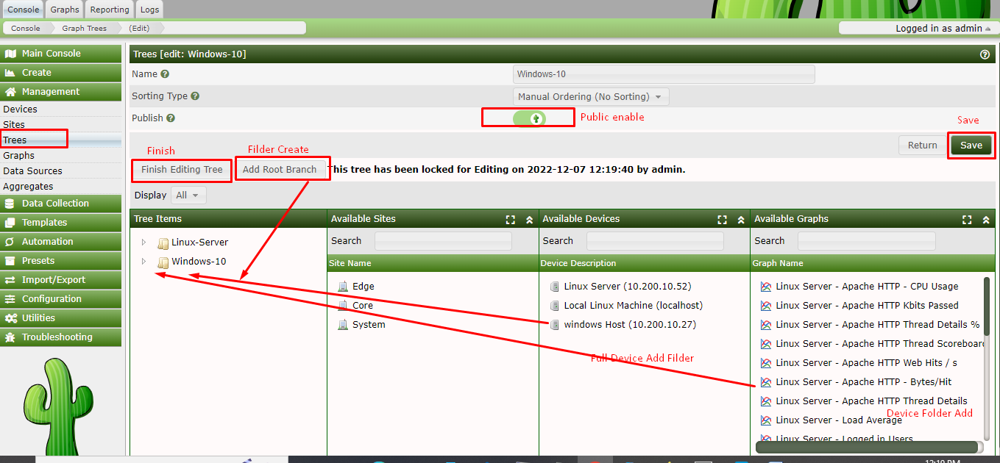 Console Graphs Reporting Logs
Console Graph Trees (Edit) Logged in as admin
Main Console
Create
Management
Devices
Sites
Trees
Graphs
Data Sources
Aggregates
Data Collection
Templates
Automation
Presets
Import/Export
Configuration
Utilities
Troubleshooting
Trees [edit: Windows-10]
Name Windows-10
Sorting Type Manual Ordering (No Sorting)
Publish Public enable
Save
Return Save
Finish Filder Create
Finish Editing Tree Add Root Branch This tree has been locked for Editing on 2022-12-07 12:19:40 by admin.
Display All
Tree Items
Linux-Server
Windows-10
Available Sites
Search
Site Name
Edge
Core
System
Available Devices
Search
Device Description
Linux Server (10.200.10.52)
Local Linux Machine (localhost)
windows Host (10.200.10.27)
Full Device Add Filder
Available Graphs
Search
Graph Name
Linux Server - Apache HTTP - CPU Usage
Linux Server - Apache HTTP Kbits Passed
Linux Server - Apache HTTP Thread Details %
Linux Server - Apache HTTP Thread Scoreboard
Linux Server - Apache HTTP Web Hits / s
Linux Server - Apache HTTP - Bytes/Hit
Linux Server - Apache HTTP Thread Details
Device Folder Add
Linux Server - Load Average
Linux Server - Logged in Users
12:19 PM